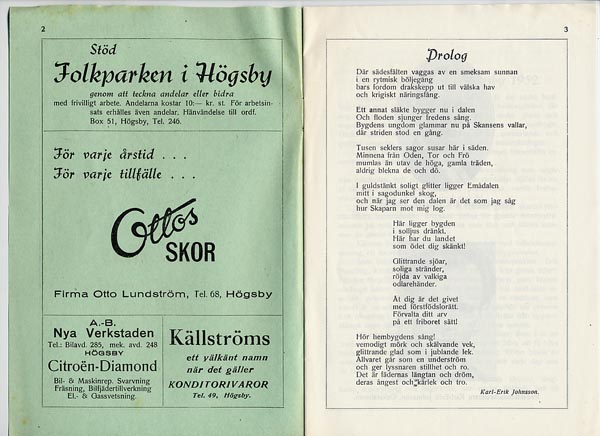 2
Stöd
Folkparken i Högsby
genom att teckna andelar eller bidra
med frivilligt arbete. Andelarna kostar 10:— kr. st. För arbetsin-
sats erhålles även andelar. Hänvändelse till ordf.
Box 51, Högsby, Tel. 246.
För varje årstid . . .
För varje tillfälle . . .
Ottos
SKOR
Firma Otto Lundström, Tel. 68, Högsby
A.-B.
Nya Verkstaden
Tel.: Bilavd. 285, mek. avd. 248
HÖGSBY
Citroën-Diamond
Bil- & Maskinrep. Svarvning
Fräsning, Bilfjädertillverkning
El.- & Gassvetsning.
Källströms
ett välkänt namn
när det gäller
KONDITORIVAROR
Tel. 49, Högsby.
3
Prolog
Där sädesfälten vaggas av en smeksam sunnan
i en rytmisk böljegång
bars fordom drakskepp ut till välska hav
och krigiskt näringsfång.
Ett annat släkte bygger nu i dalen
Och floden sjunger fredens sång.
Bygdens ungdom glammar nu på Skansens vallar,
där striden stod en gång.
Tusen seklers sagor susar här i säden.
Minnena från Oden, Tor och Frö
mumlas än utav de höga, gamla träden,
aldrig blekna de och dö.
I guldstänkt soligt glitter ligger Emådalen
mitt i sagodunkel skog,
och när jag ser den dalen är det som jag såg
hur Skaparn mot mig log.
Här ligger bygden
i solljus dränkt.
Här har du landet
som ödet dig skänkt!
Glittrande sjöar,
soliga stränder,
röjda av valkiga
odlarehänder.
Åt dig är det givet
med förstfödslorätt.
Förvalta ditt arv
på ett friboret sätt!
Hör hembygdens sång!
vemodigt mörk och skälvande vek,
glittrande glad som i jublande lek.
Allvaret går som en underström
och ger lyssnaren stillhet och ro.
Det är fädernas längtan och dröm,
deras ångest och kärlek och tro.
Karl-Erik Johnsson.